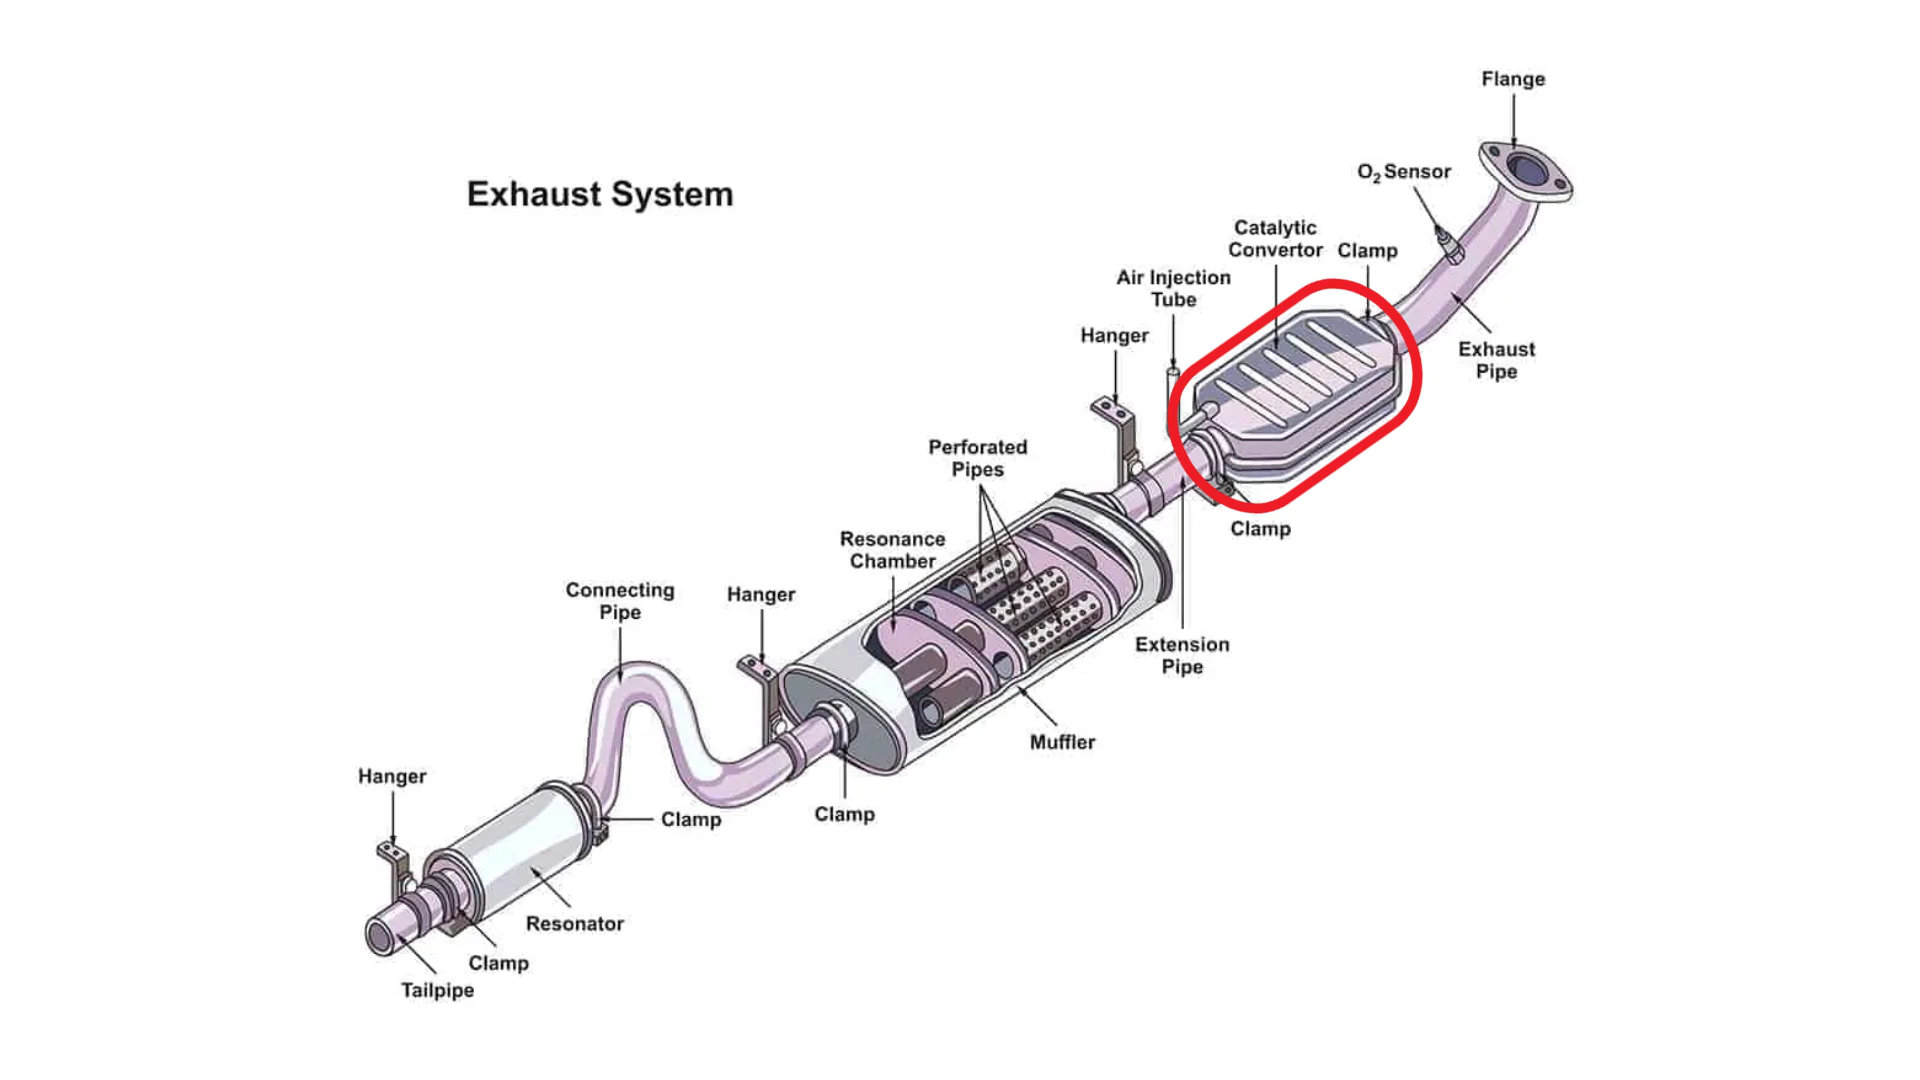 Flange
O₂ Sensor
Exhaust System
Catalytic
Convertor
Clamp
Air Injection
Tube
Hanger
Exhaust
Pipe
Perforated
Pipes
Clamp
Resonance
Chamber
Connecting
Pipe
Hanger
Extension
Pipe
Muffler
Hanger
Clamp
Clamp
Resonator
Clamp
Tailpipe